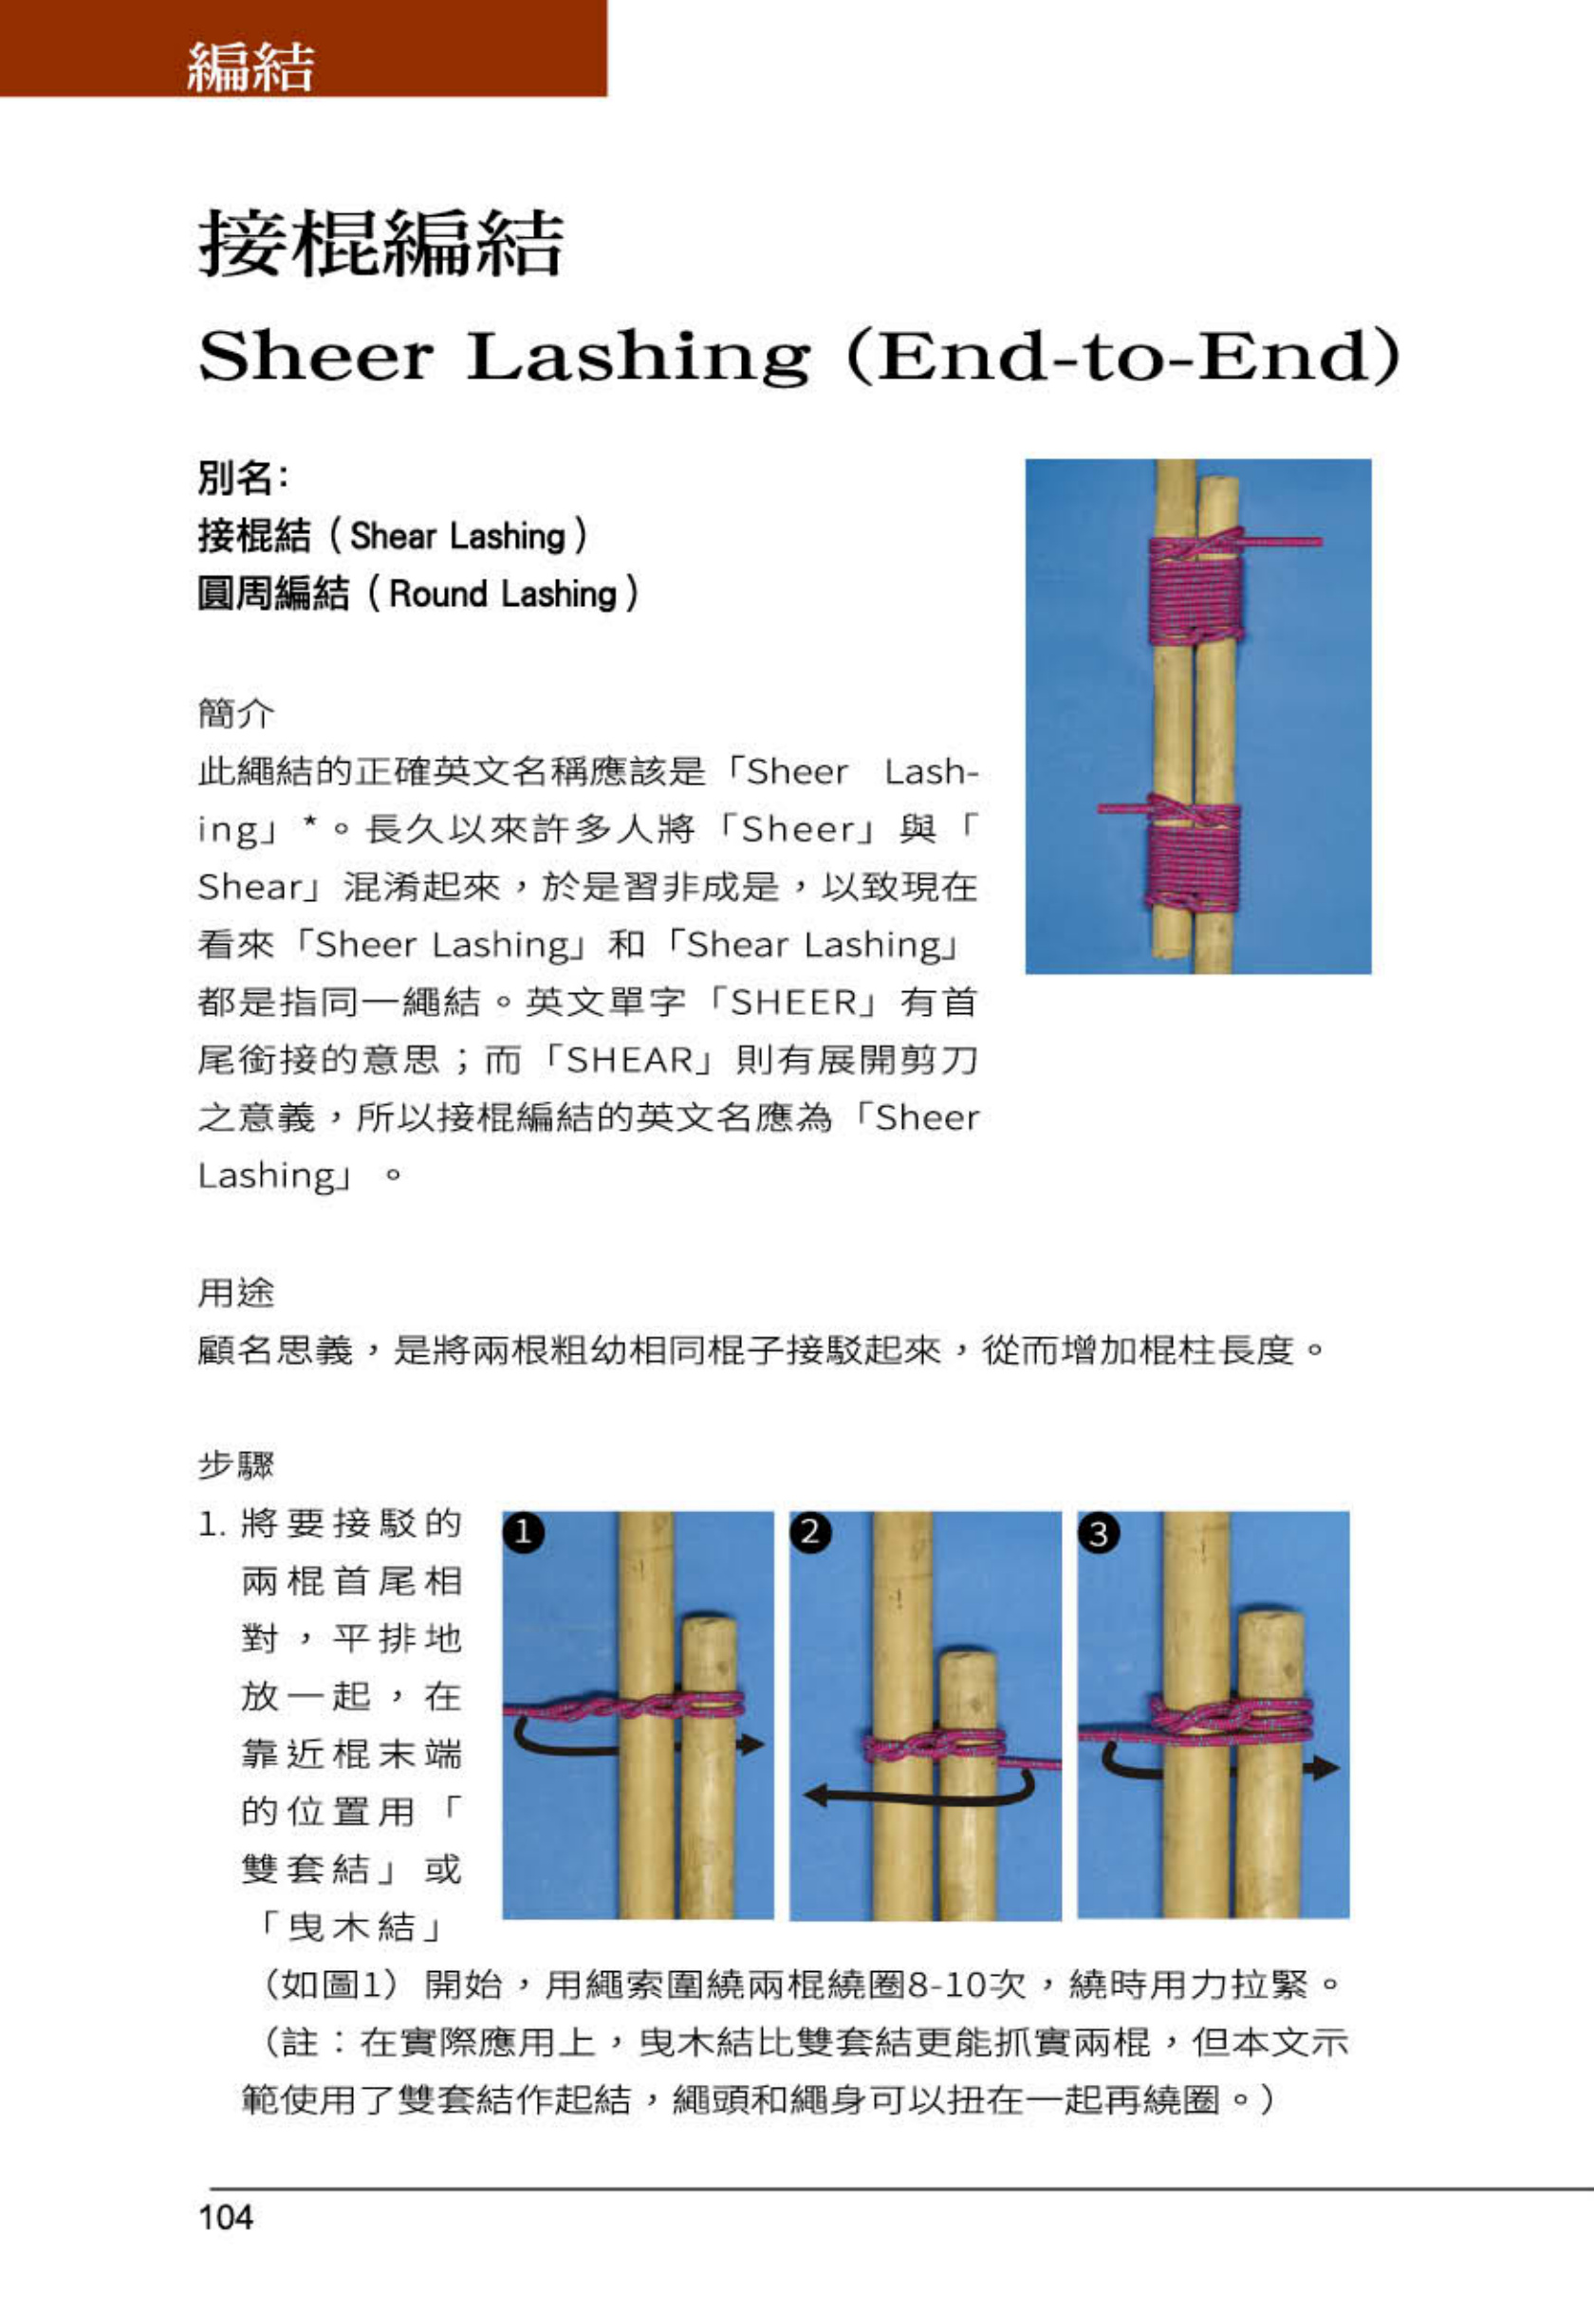 編結
接棍編結
Sheer Lashing (End-to-End)
別名：
接棍結（Shear Lashing）
圓周編結（Round Lashing）
簡介
此繩結的正確英文名稱應該是「Sheer Lash-
ing」*。長久以來許多人將「Sheer」與「
Shear」混淆起來，於是習非成是，以致現在
看來「Sheer Lashing」和「Shear Lashing」
都是指同一繩結。英文單字「SHEER」有首
尾銜接的意思；而「SHEAR」則有展開剪刀
之意義，所以接棍編結的英文名應為「Sheer
Lashing」。
用途
顧名思義，是將兩根粗幼相同棍子接駁起來，從而增加棍柱長度。
步驟
1. 將要接駁的
兩棍首尾相
對，平排地
放一起，在
靠近棍末端
的位置用「
雙套結」或
「曳木結」
1
2
3
（如圖1）開始，用繩索圍繞兩棍繞圈8-10次，繞時用力拉緊。
（註：在實際應用上，曳木結比雙套結更能抓實兩棍，但本文示
範使用了雙套結作起結，繩頭和繩身可以扭在一起再繞圈。）
104